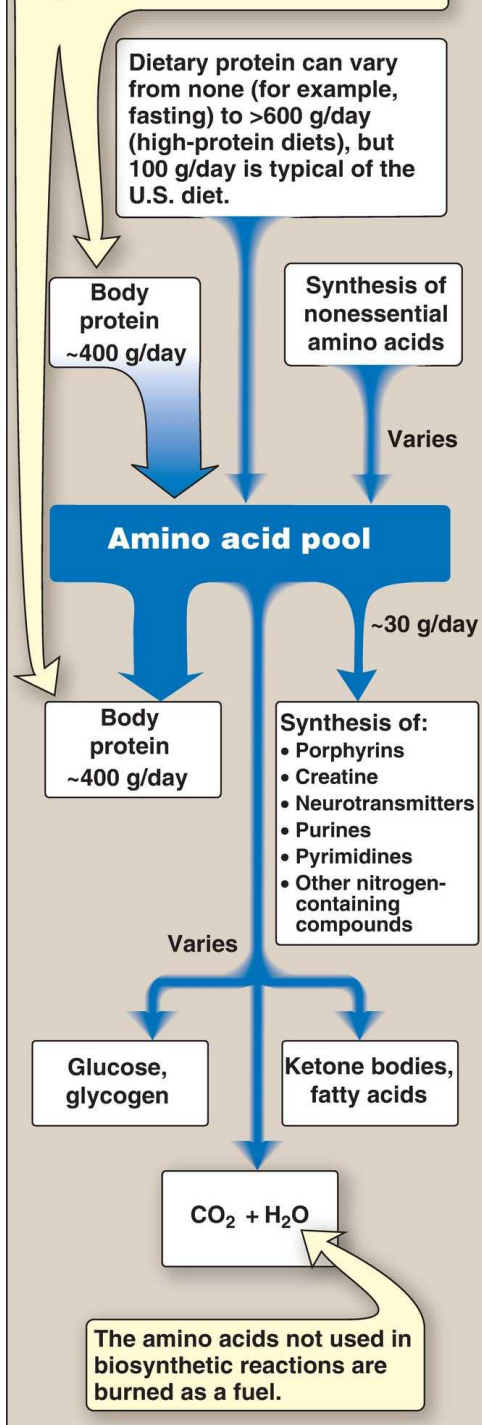 Dietary protein can vary
from none (for example,
fasting) to >600 g/day
(high-protein diets), but
100 g/day is typical of the
U.S. diet.
Body
protein
~400 g/day
Synthesis of
nonessential
amino acids
Varies
Amino acid pool
~30 g/day
Body
protein
~400 g/day
Synthesis of:
• Porphyrins
• Creatine
• Neurotransmitters
• Purines
• Pyrimidines
• Other nitrogen-
containing
compounds
Varies
Glucose,
glycogen
Ketone bodies,
fatty acids
CO₂ + H₂O
The amino acids not used in
biosynthetic reactions are
burned as a fuel.